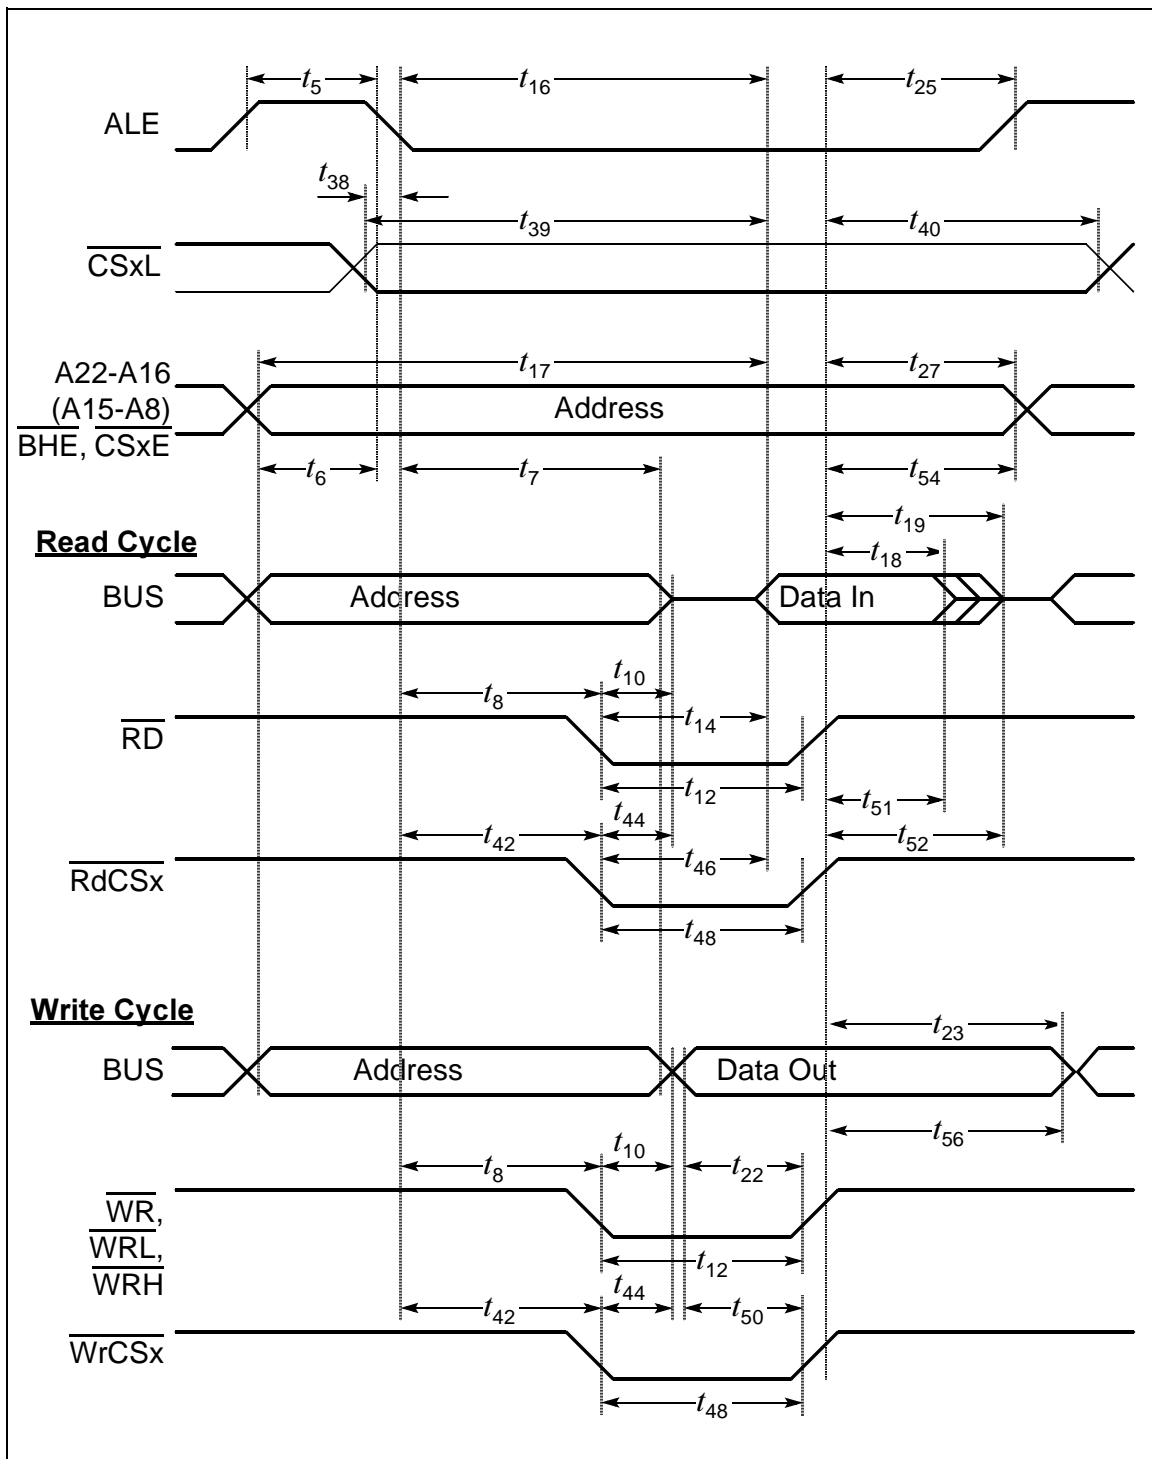 t5 t16 t25
ALE
t38
t39 t40
CSxL
t17 t27
A22-A16
(A15-A8)
BHE, CSxE
Address
t6 t7 t54
t19
Read Cycle
t18
BUS Address Data In
t10
t8
t14
RD
t12
t51
t44
t42 t52
t46
RdCSx
t48
Write Cycle
t23
BUS Address Data Out
t56
t10
t8 t22
WR,
WRL,
WRH
t12
t44
t42 t50
WrCSx
t48